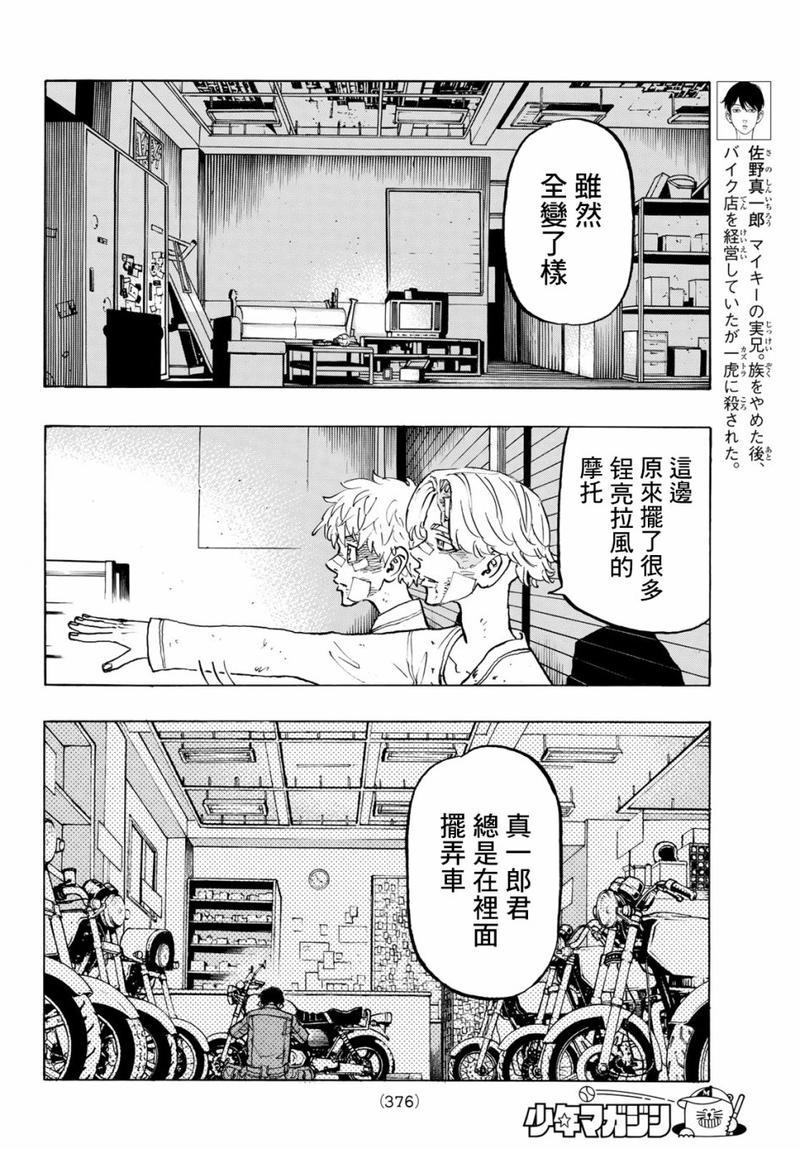 雖然
全變了樣
佐野真一郎 マイキーの実兄。族をやめた後、
バイク店を経営していたが一虎に殺された。
這邊
原來擺了很多
锃亮拉風的
摩托
真一郎君
總是在裡面
擺弄車
(376)
少年マガジン